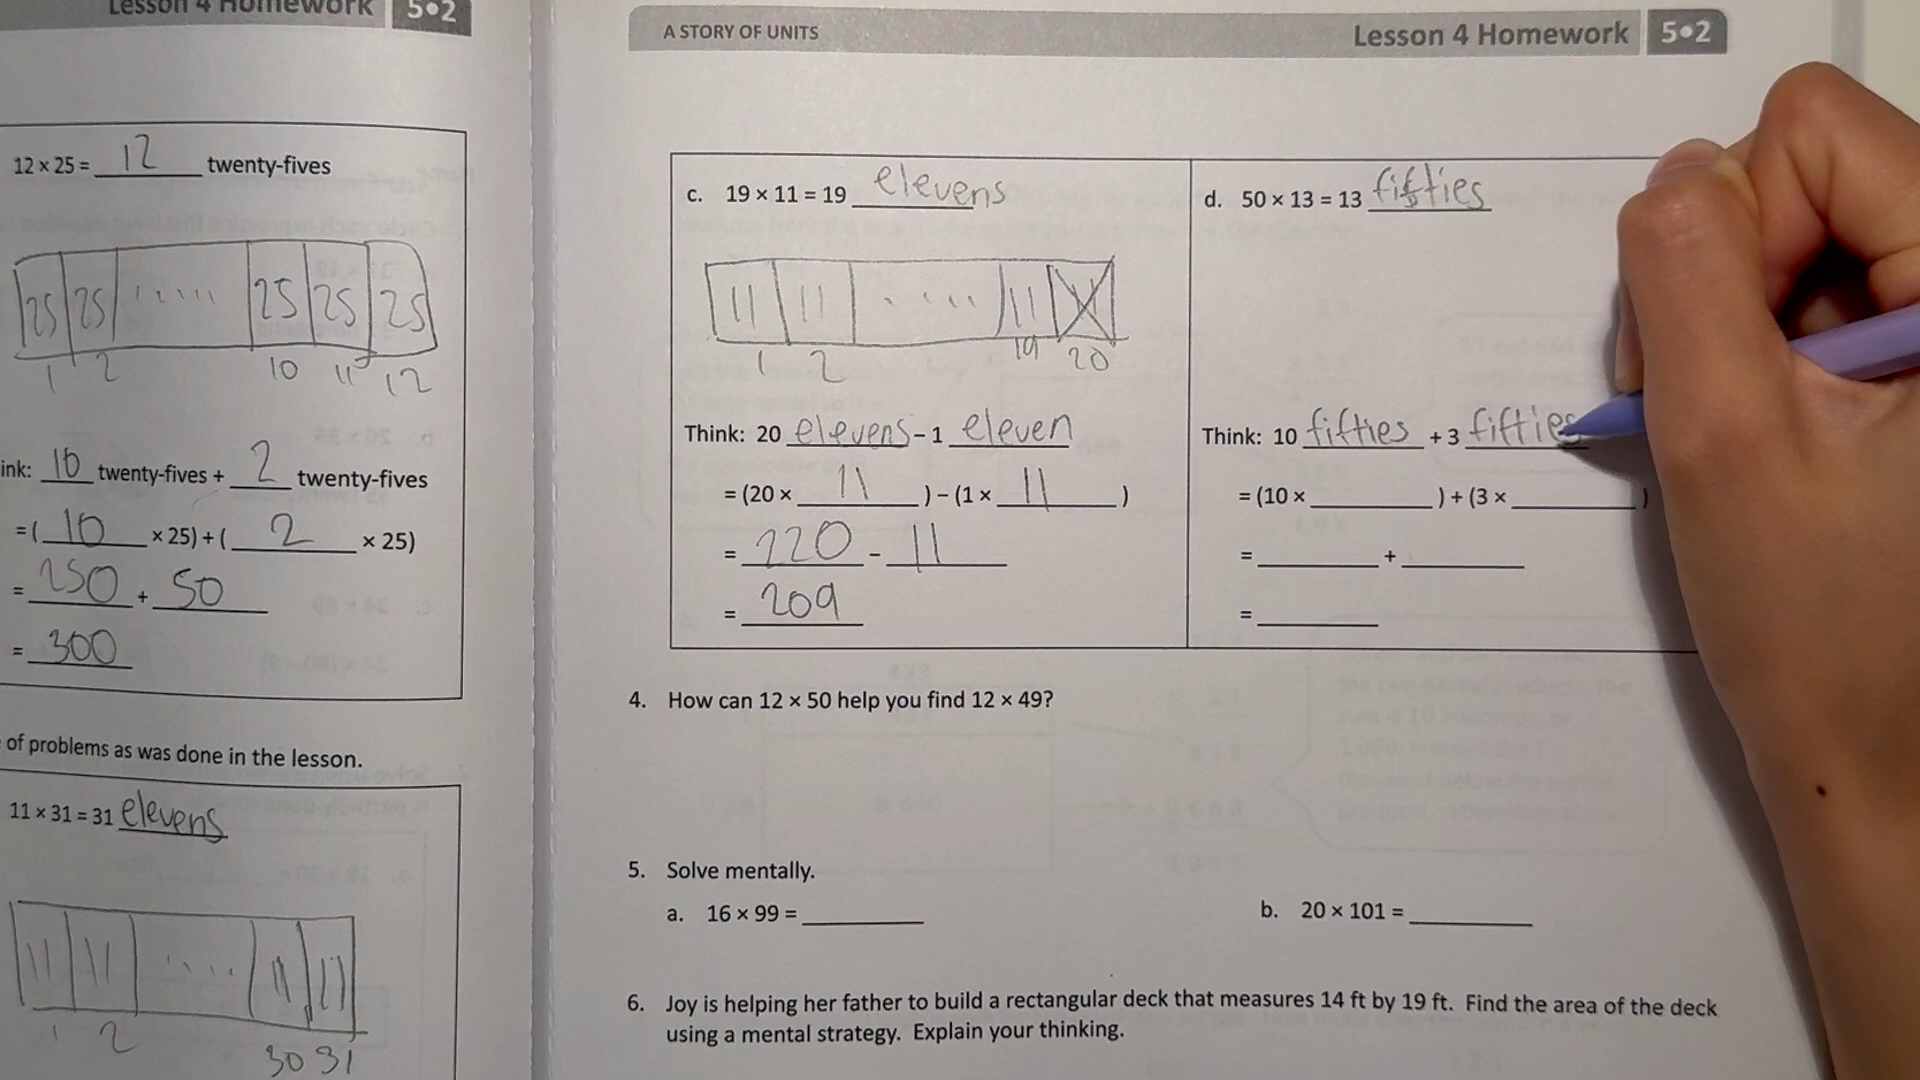 Lesson 4 Homework 5•2
12 × 25 = 12 twenty-fives
25 25 ..... 25 25 25
1 2 10 11 12
ink: 10 twenty-fives + 2 twenty-fives
= ( 10 × 25) + ( 2 × 25)
= 250 + 50
= 300
of problems as was done in the lesson.
11 × 31 = 31 elevens
11 11 ..... 11 11
1 2 30 31
A STORY OF UNITS
Lesson 4 Homework 5•2
c. 19 × 11 = 19 elevens
11 11 .... 11
1 2 19 20
Think: 20 elevens – 1 eleven
= (20 × 11 ) – (1 × 11 )
= 220 - 11
= 209
d. 50 × 13 = 13 fifties
Think: 10 fifties + 3 fifties
= (10 × ________ ) + (3 × ________ )
= ________ + ________
= ________
4. How can 12 × 50 help you find 12 × 49?
5. Solve mentally.
a. 16 × 99 = ________
b. 20 × 101 = ________
6. Joy is helping her father to build a rectangular deck that measures 14 ft by 19 ft. Find the area of the deck
using a mental strategy. Explain your thinking.